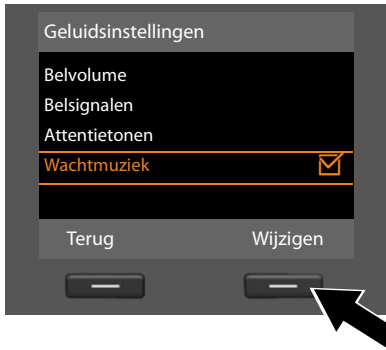 Geluidsinstellingen
Belvolume
Belsignalen
Attentietonen
Wachtmuziek
Terug Wijzigen